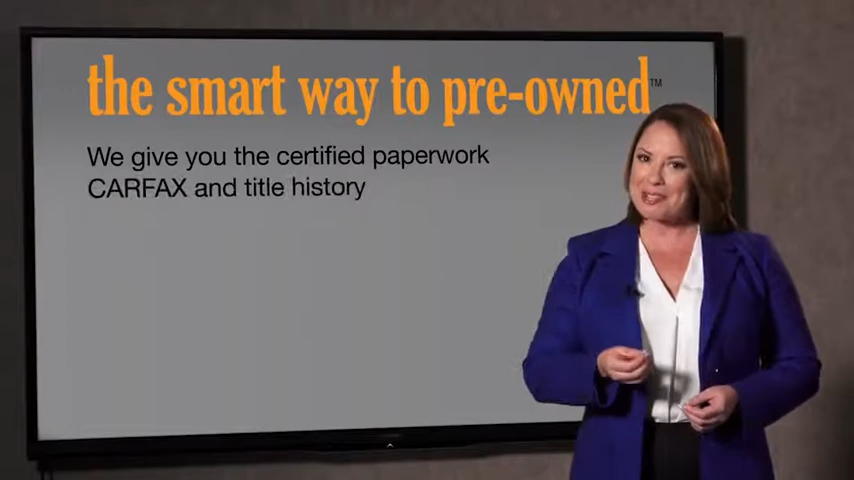 the smart way to pre-owned™
We give you the certified paperwork
CARFAX and title history